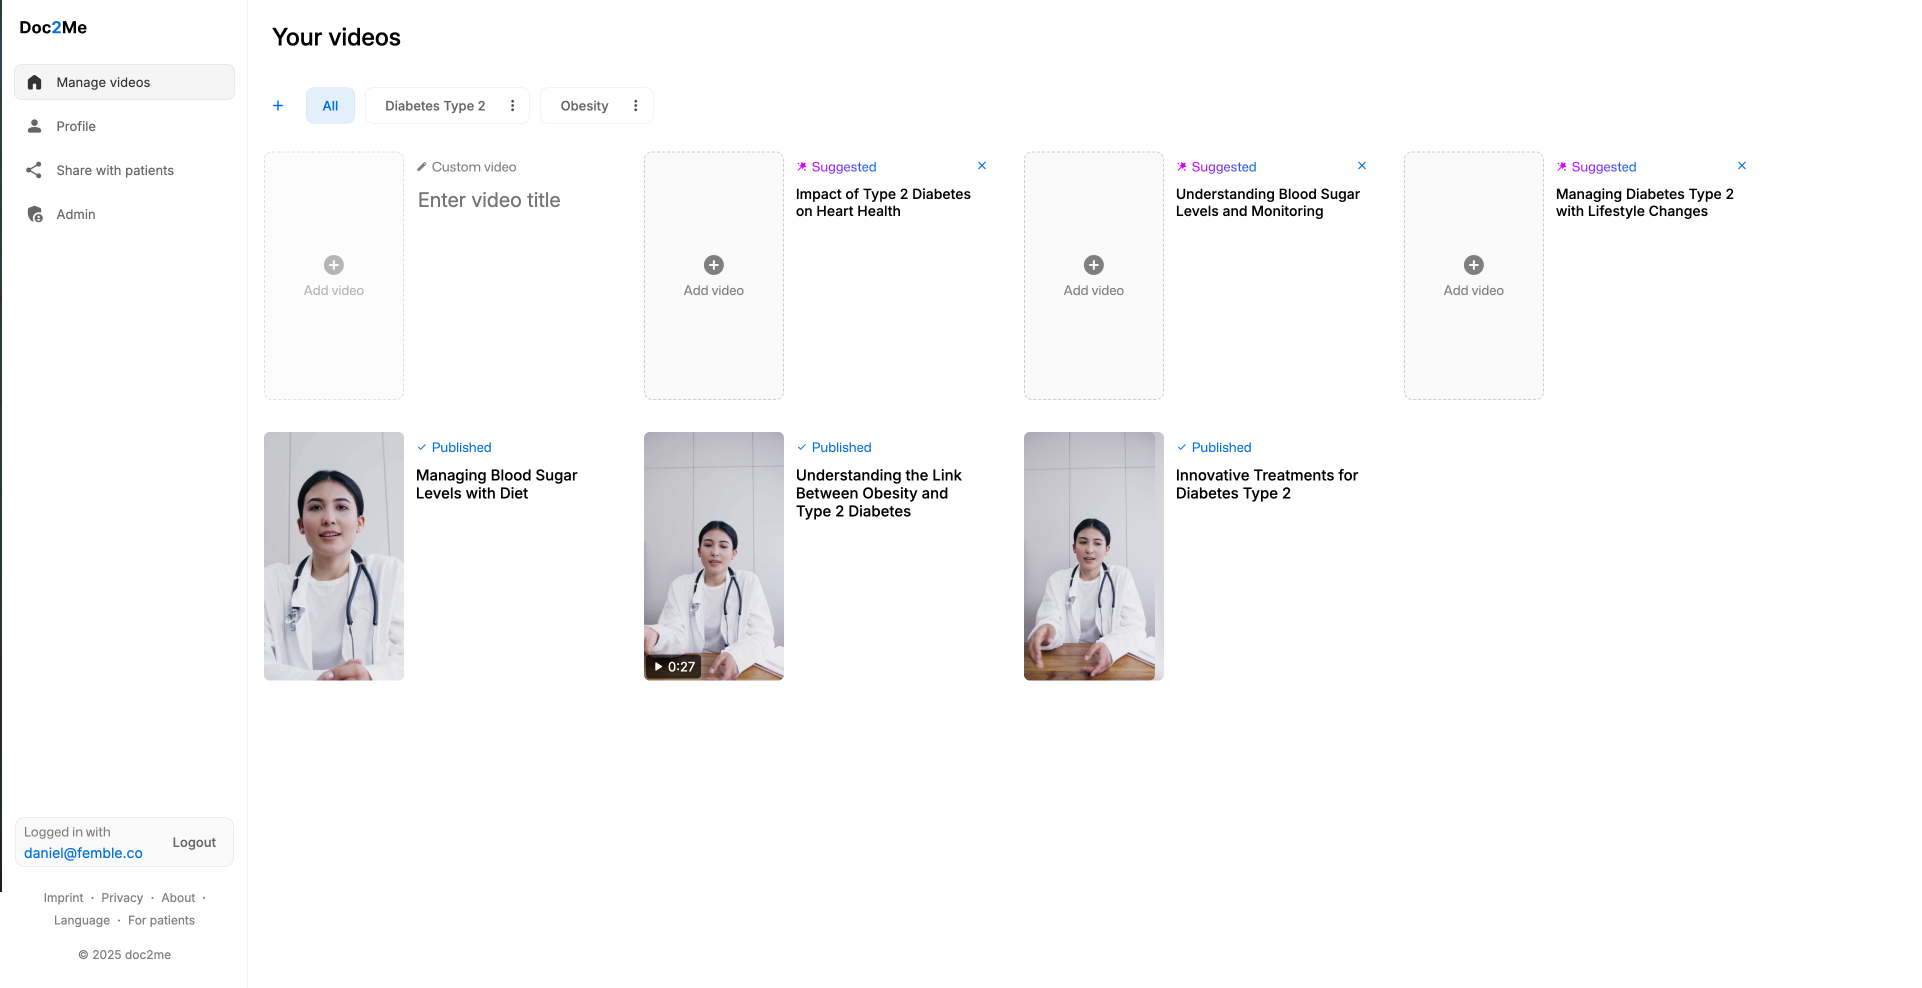 Doc2Me
Manage videos
Profile
Share with patients
Admin
Logged in with
daniel@femble.co
Logout
Imprint · Privacy · About ·
Language · For patients
© 2025 doc2me
Your videos
+ All Diabetes Type 2 Obesity
Add video
Custom video
Enter video title
Add video
Suggested
Impact of Type 2 Diabetes
on Heart Health
Add video
Suggested
Understanding Blood Sugar
Levels and Monitoring
Add video
Suggested
Managing Diabetes Type 2
with Lifestyle Changes
Published
Managing Blood Sugar
Levels with Diet
0:27
Published
Understanding the Link
Between Obesity and
Type 2 Diabetes
Published
Innovative Treatments for
Diabetes Type 2